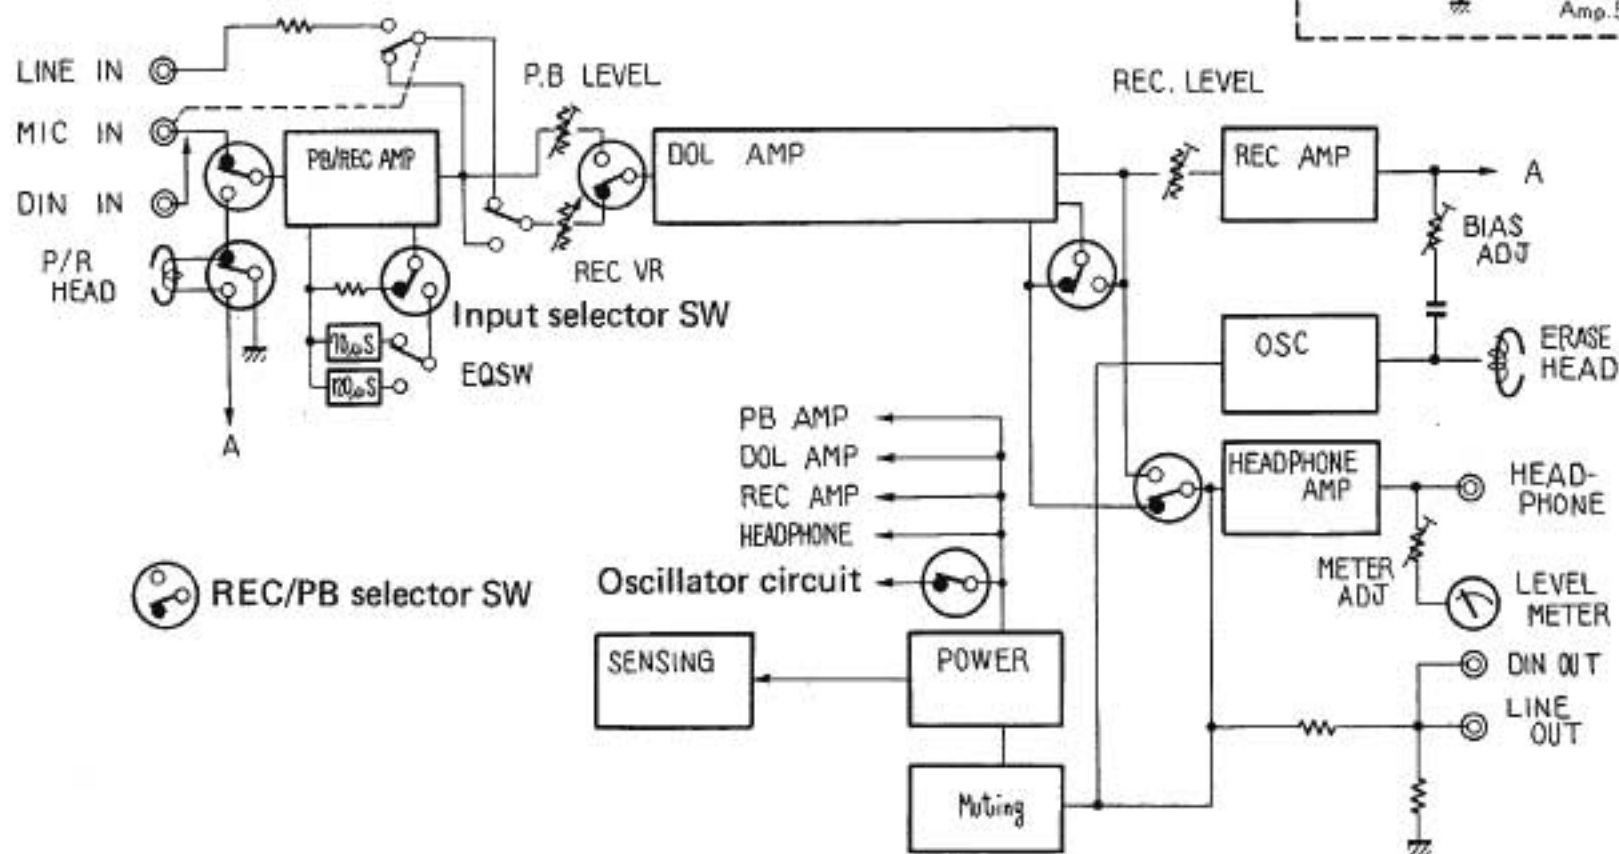 Amp.
LINE IN
P.B LEVEL
REC. LEVEL
MIC IN
PB/REC AMP
DOL AMP
REC AMP
A
DIN IN
BIAS
ADJ
P/R
HEAD
REC VR
Input selector SW
70μS
EQSW
120μS
OSC
ERASE
HEAD
A
PB AMP
DOL AMP
REC AMP
HEADPHONE
HEADPHONE
AMP
HEAD-
PHONE
REC/PB selector SW
Oscillator circuit
METER
ADJ
LEVEL
METER
SENSING
POWER
DIN OUT
LINE
OUT
Muting